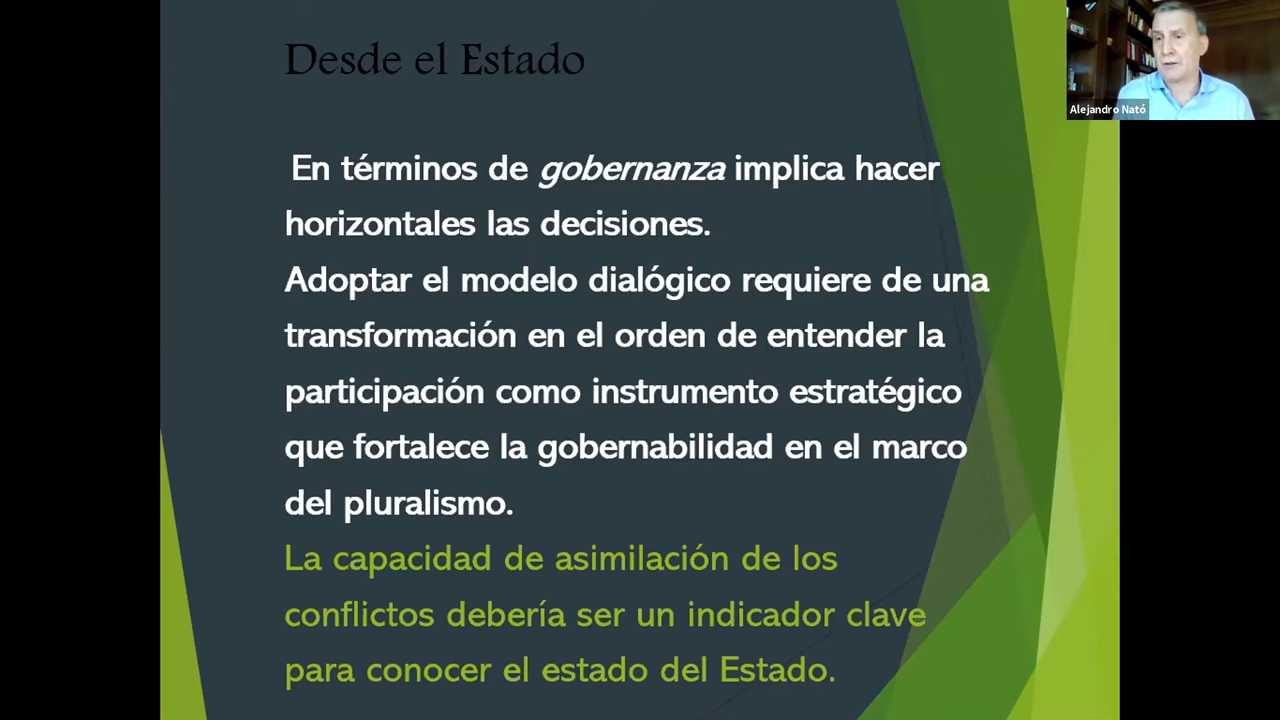 Desde el Estado
Alejandro Nató
En términos de gobernanza implica hacer
horizontales las decisiones.
Adoptar el modelo dialógico requiere de una
transformación en el orden de entender la
participación como instrumento estratégico
que fortalece la gobernabilidad en el marco
del pluralismo.
La capacidad de asimilación de los
conflictos debería ser un indicador clave
para conocer el estado del Estado.